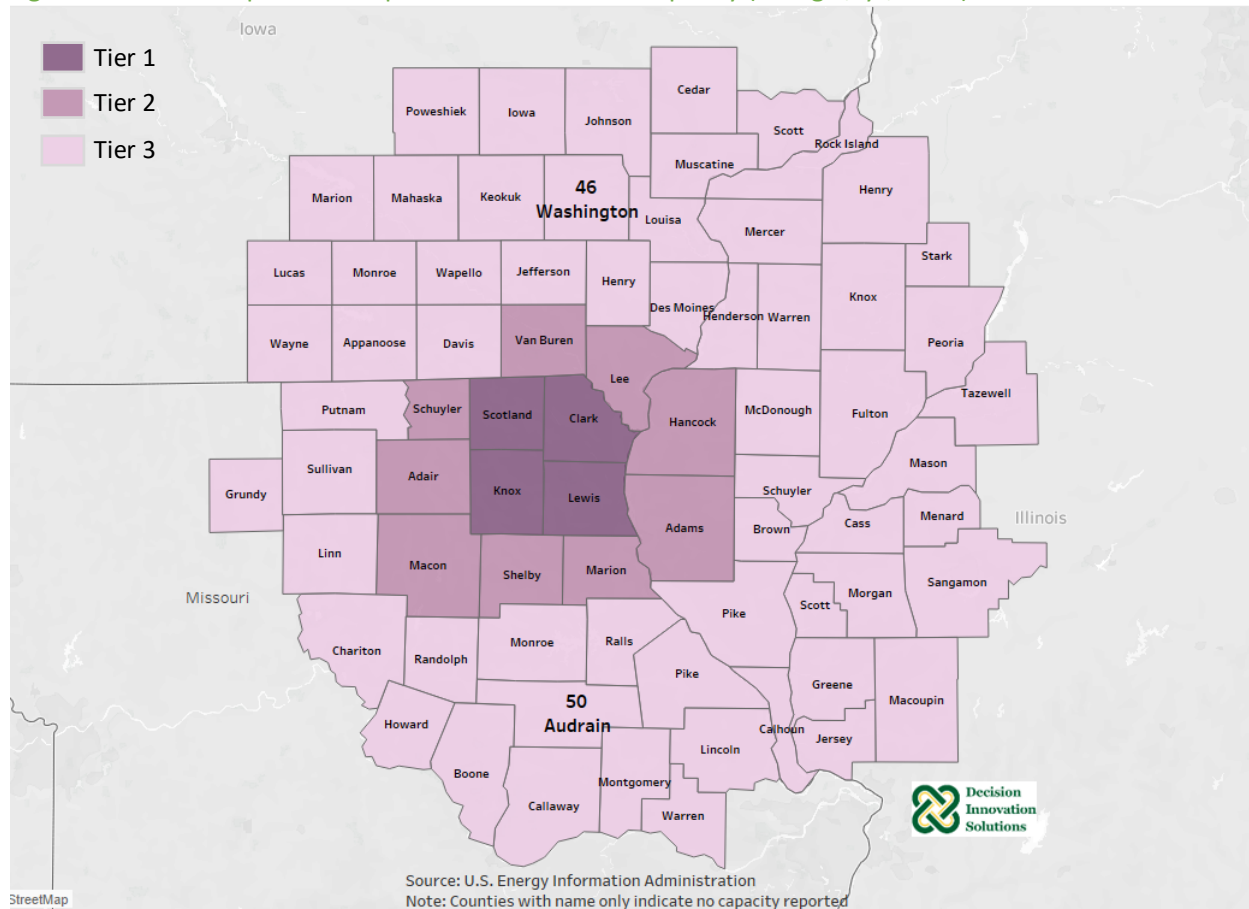 Iowa
Tier 1
Tier 2
Tier 3
Cedar
Poweshiek
Iowa
Johnson
Scott
Rock Island
Muscatine
Henry
46
Washington
Marion
Mahaska
Keokuk
Louisa
Mercer
Stark
Lucas
Monroe
Wapello
Jefferson
Henry
Des Moines
Henderson
Warren
Knox
Wayne
Appanoose
Davis
Van Buren
Peoria
Lee
Tazewell
Putnam
Schuyler
Scotland
Clark
Hancock
McDonough
Fulton
Mason
Sullivan
Adair
Grundy
Knox
Lewis
Schuyler
Adams
Brown
Cass
Menard
Illinois
Linn
Macon
Shelby
Marion
Sangamon
Missouri
Pike
Scott
Morgan
Chariton
Randolph
Monroe
Ralls
Pike
Greene
Macoupin
50
Audrain
Howard
Calhoun
Jersey
Lincoln
Boone
Callaway
Montgomery
Warren
Decision
Innovation
Solutions
Source: U.S. Energy Information Administration
Note: Counties with name only indicate no capacity reported
StreetMap